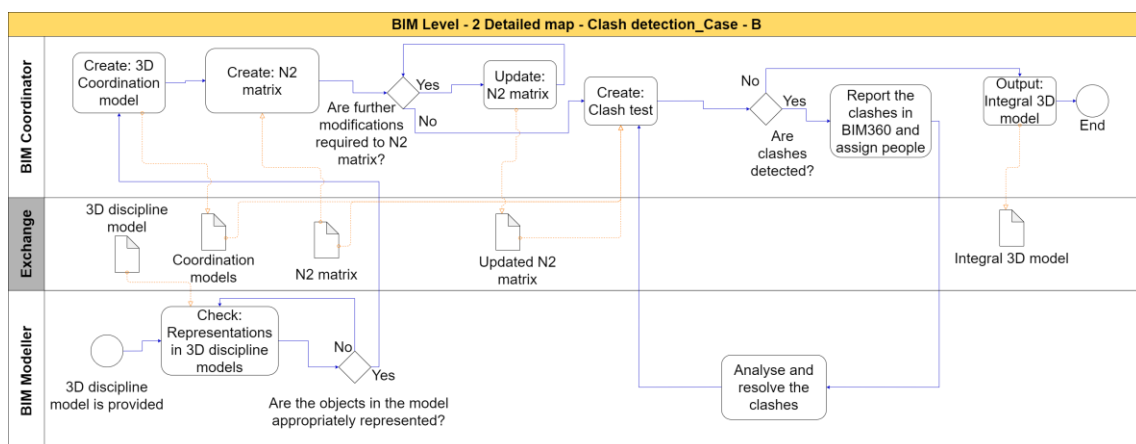 BIM Level - 2 Detailed map - Clash detection_Case - B
BIM Coordinator
Create: 3D
Coordination
model
Create: N2
matrix
Yes
No
Are further
modifications
required to N2
matrix?
Update:
N2 matrix
Create:
Clash test
No
Yes
Are
clashes
detected?
Report the
clashes in
BIM360 and
assign people
Output:
Integral 3D
model
End
Exchange
3D discipline
model
Coordination
models
N2 matrix
Updated N2
matrix
Integral 3D model
BIM Modeller
3D discipline
model is provided
Check:
Representations
in 3D discipline
models
No
Yes
Are the objects in the model
appropriately represented?
Analyse and
resolve the
clashes